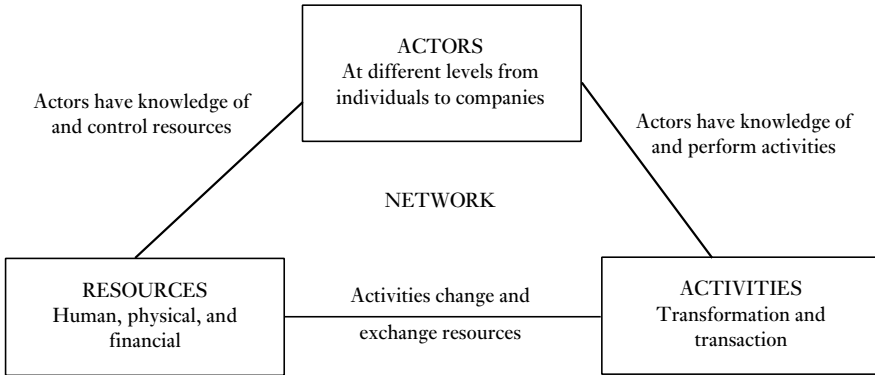 ACTORS
At different levels from
individuals to companies
Actors have knowledge of
and control resources
Actors have knowledge of
and perform activities
NETWORK
RESOURCES
Human, physical, and
financial
Activities change and
exchange resources
ACTIVITIES
Transformation and
transaction